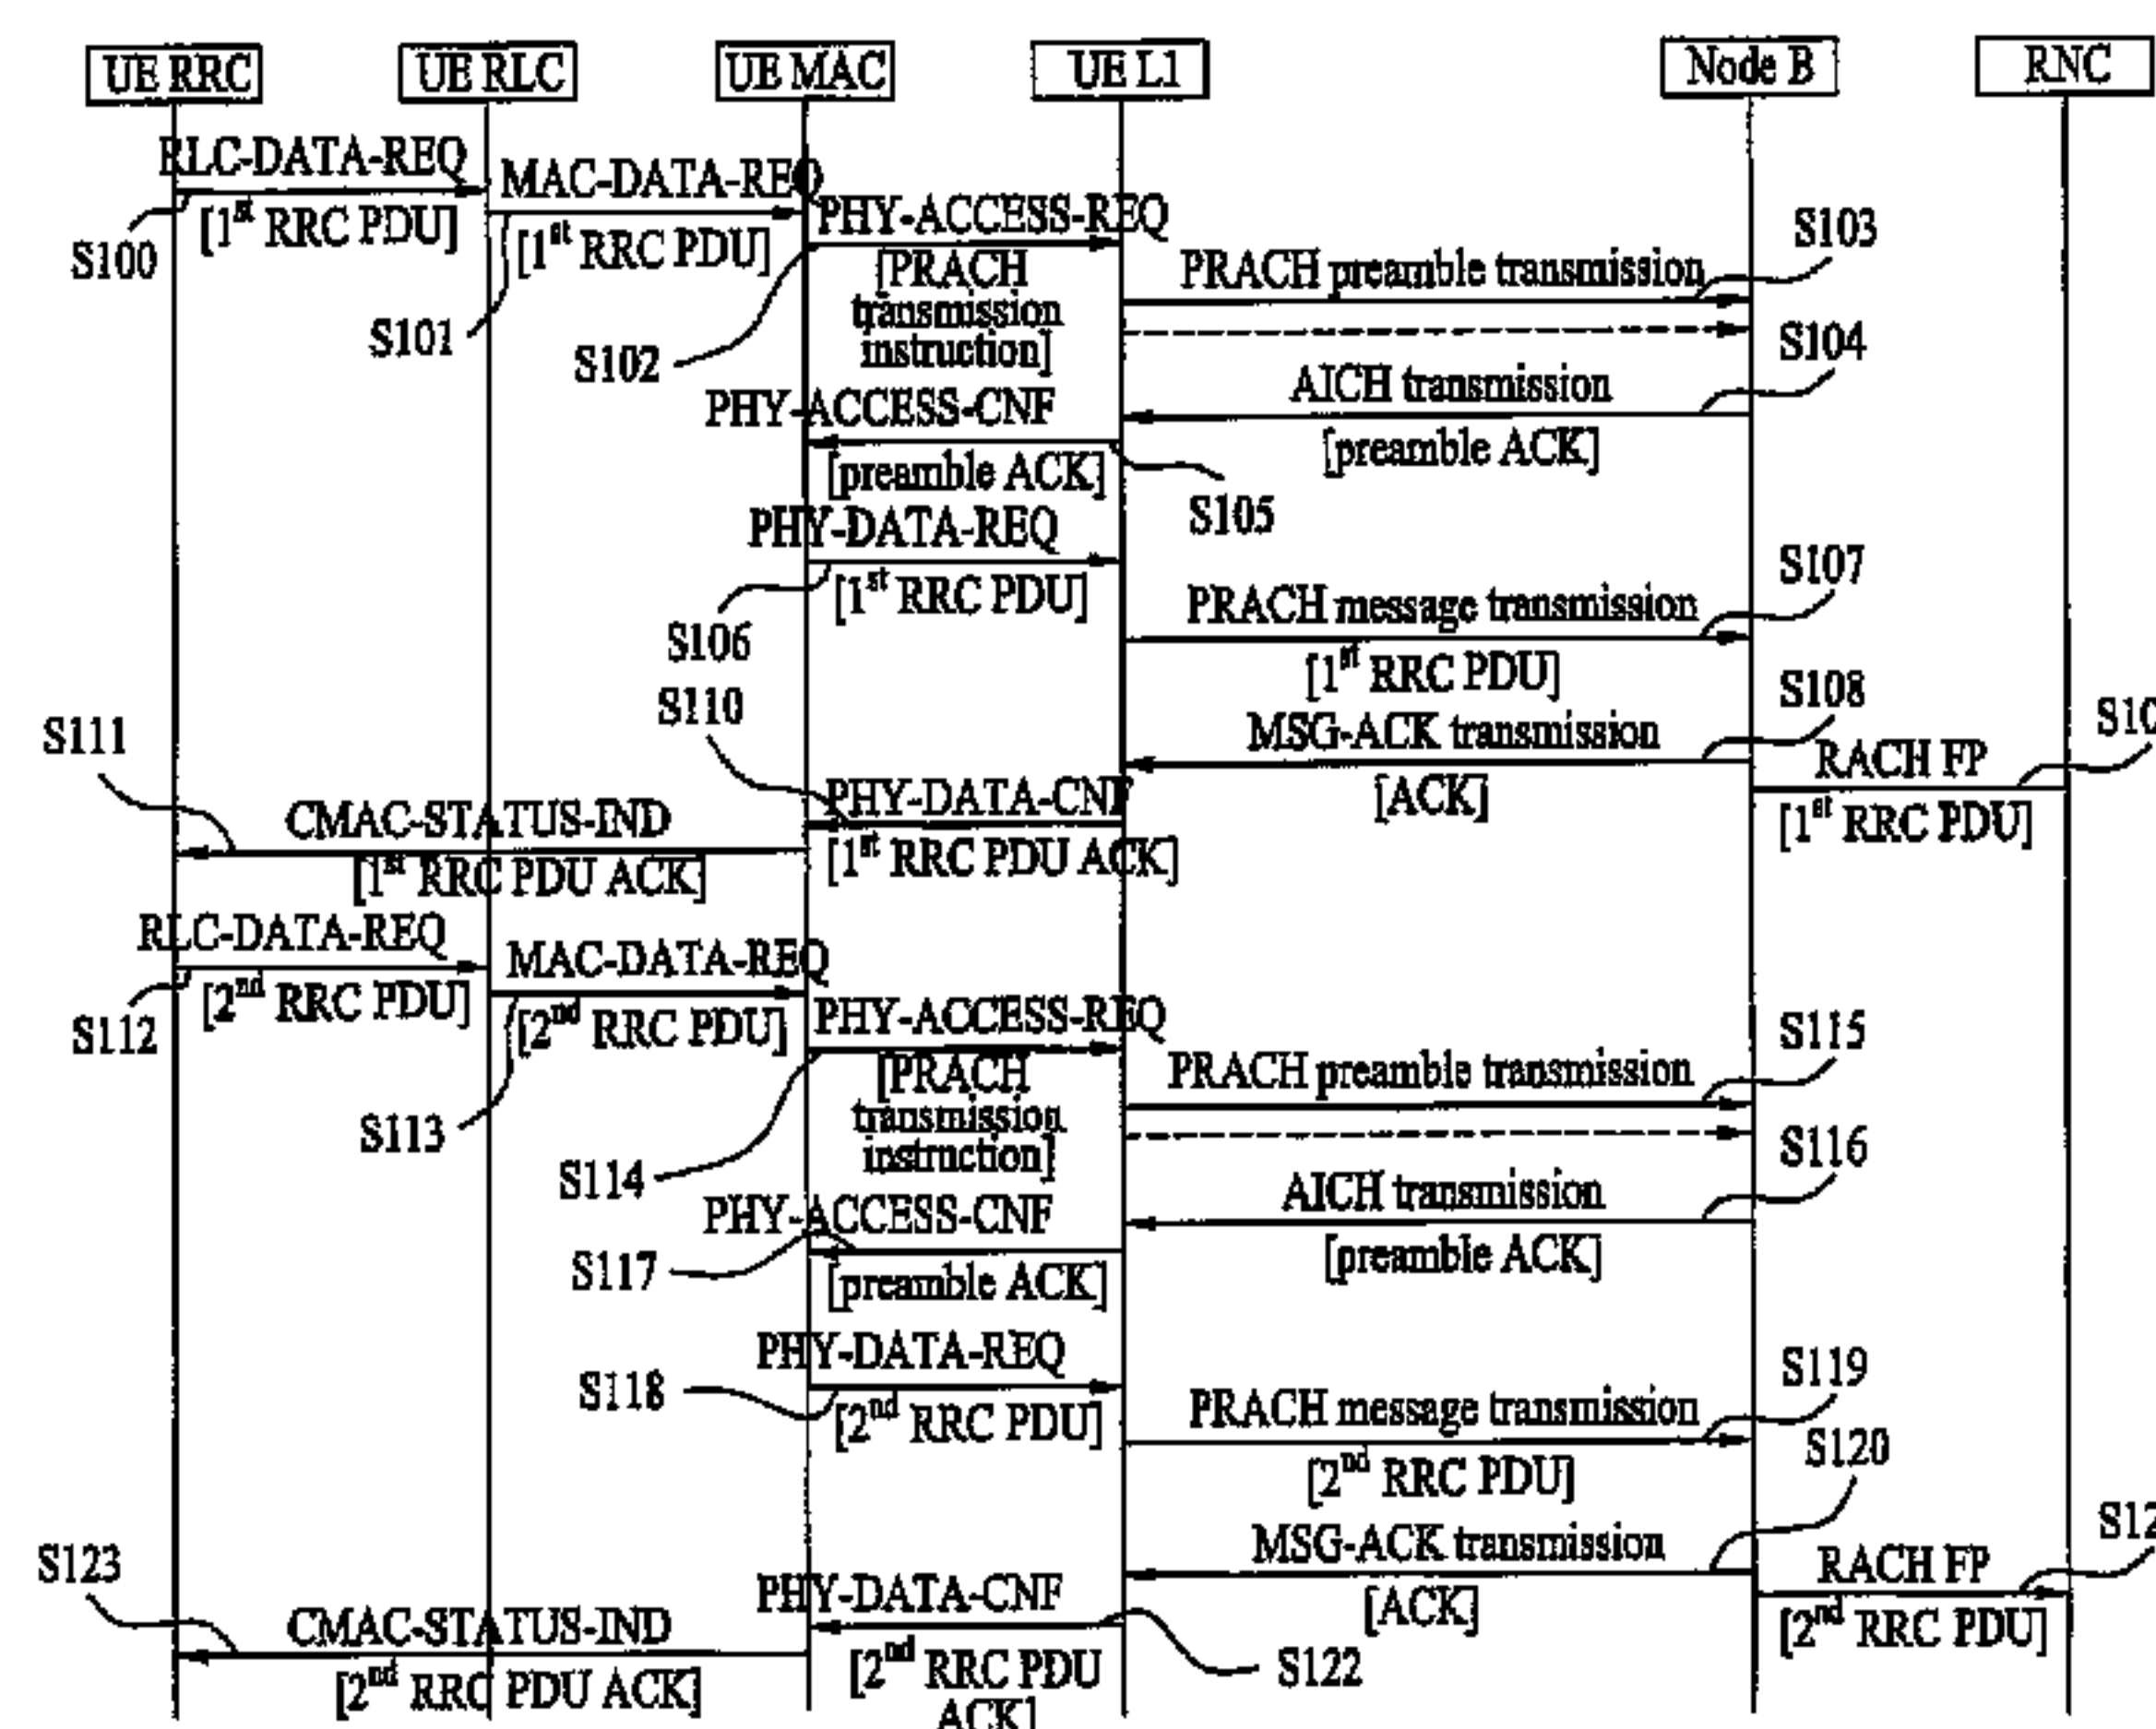 UE RRC
UE RLC
UE MAC
UE L1
Node B
RNC
RLC-DATA-REQ
[1st RRC PDU]
S100
MAC-DATA-REQ
[1st RRC PDU]
S101
PHY-ACCESS-REQ
[PRACH
transmission
instruction]
S102
PRACH preamble transmission
S103
AICH transmission
[preamble ACK]
S104
PHY-ACCESS-CNF
[preamble ACK]
S105
PHY-DATA-REQ
[1st RRC PDU]
S106
PRACH message transmission
[1st RRC PDU]
S107
MSG-ACK transmission
[ACK]
S108
RACH FP
[1st RRC PDU]
S10
PHY-DATA-CNF
[1st RRC PDU ACK]
S110
CMAC-STATUS-IND
[1st RRC PDU ACK]
S111
RLC-DATA-REQ
[2nd RRC PDU]
S112
MAC-DATA-REQ
[2nd RRC PDU]
S113
PHY-ACCESS-REQ
[PRACH
transmission
instruction]
S114
PRACH preamble transmission
S115
AICH transmission
[preamble ACK]
S116
PHY-ACCESS-CNF
[preamble ACK]
S117
PHY-DATA-REQ
[2nd RRC PDU]
S118
PRACH message transmission
[2nd RRC PDU]
S119
MSG-ACK transmission
[ACK]
S120
RACH FP
[2nd RRC PDU]
S12
PHY-DATA-CNF
[2nd RRC PDU
ACK]
S122
CMAC-STATUS-IND
[2nd RRC PDU ACK]
S123